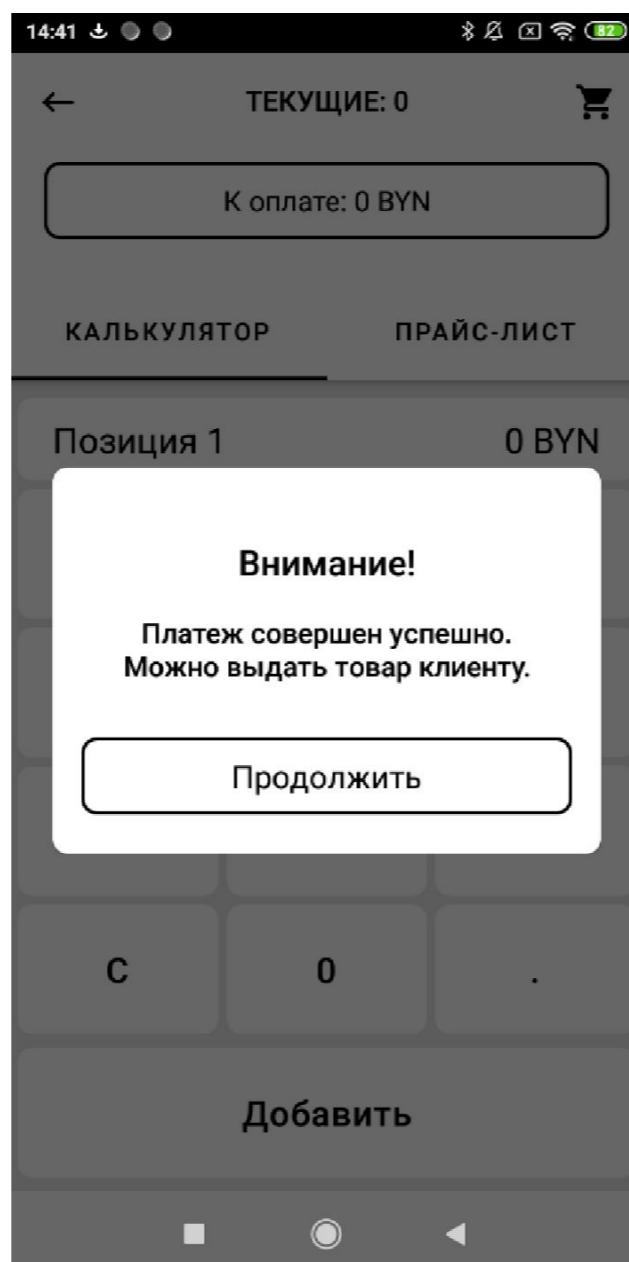 14:41
82
ТЕКУЩИЕ: 0
К оплате: 0 BYN
КАЛЬКУЛЯТОР ПРАЙС-ЛИСТ
Позиция 1 0 BYN
Внимание!
Платеж совершен успешно.
Можно выдать товар клиенту.
Продолжить
C 0 .
Добавить